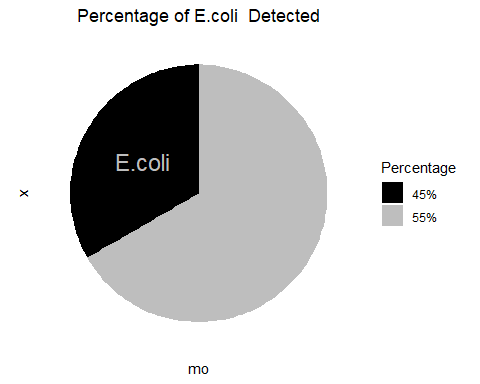 Percentage of E.coli  Detected
E.coli
x
Percentage
45%
55%
mo